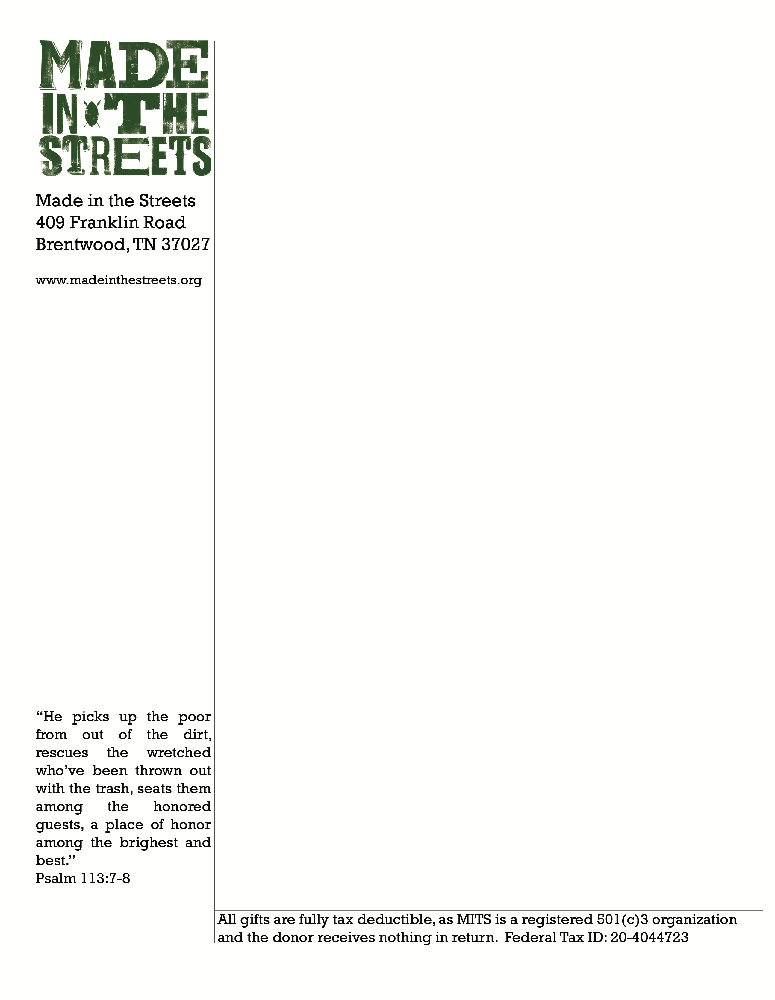 MADE
IN THE
STREETS
Made in the Streets
409 Franklin Road
Brentwood, TN 37027
www.madeinthestreets.org
“He picks up the poor
from out of the dirt,
rescues the wretched
who’ve been thrown out
with the trash, seats them
among the honored
guests, a place of honor
among the brighest and
best.”
Psalm 113:7-8
All gifts are fully tax deductible, as MITS is a registered 501(c)3 organization
and the donor receives nothing in return.  Federal Tax ID: 20-4044723